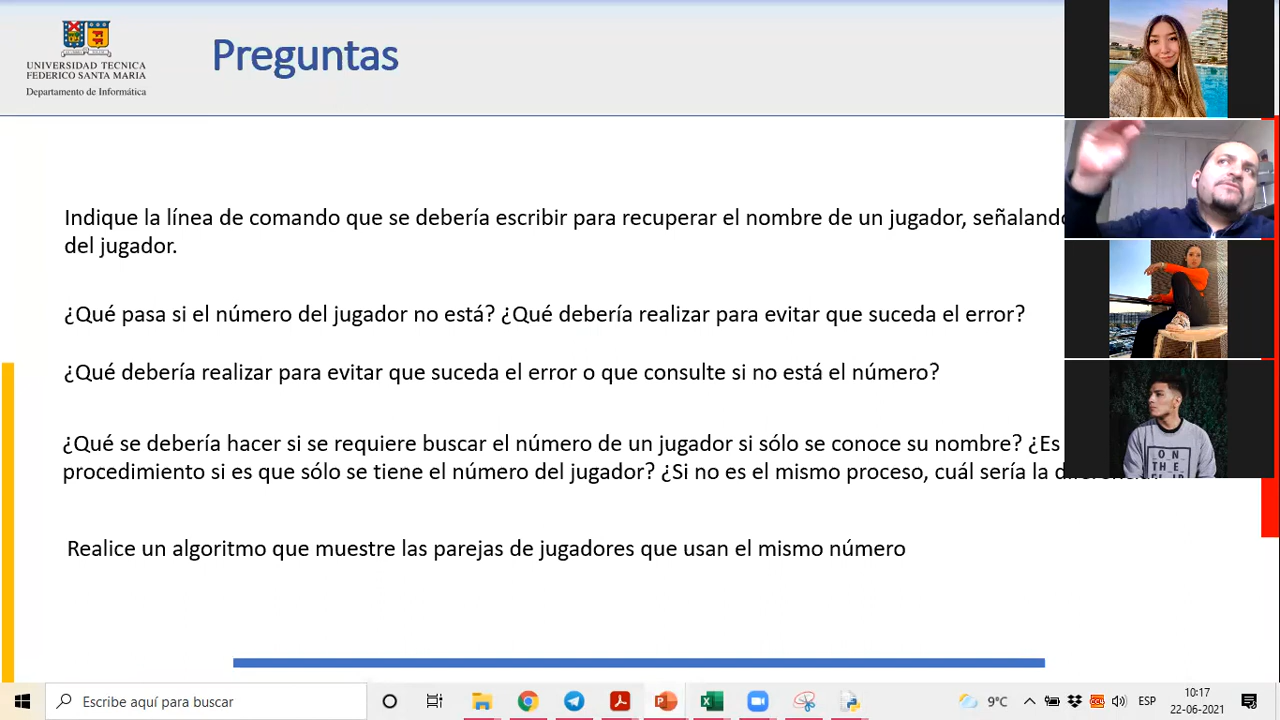 UNIVERSIDAD TECNICA
FEDERICO SANTA MARIA
Departamento de Informática
Preguntas
Indique la línea de comando que se debería escribir para recuperar el nombre de un jugador, señalando
del jugador.
¿Qué pasa si el número del jugador no está? ¿Qué debería realizar para evitar que suceda el error?
¿Qué debería realizar para evitar que suceda el error o que consulte si no está el número?
¿Qué se debería hacer si se requiere buscar el número de un jugador si sólo se conoce su nombre? ¿Es
procedimiento si es que sólo se tiene el número del jugador? ¿Si no es el mismo proceso, cuál sería la
Realice un algoritmo que muestre las parejas de jugadores que usan el mismo número
O_N
THE
Escribe aquí para buscar
9°C
ESP
10:17
22-06-2021